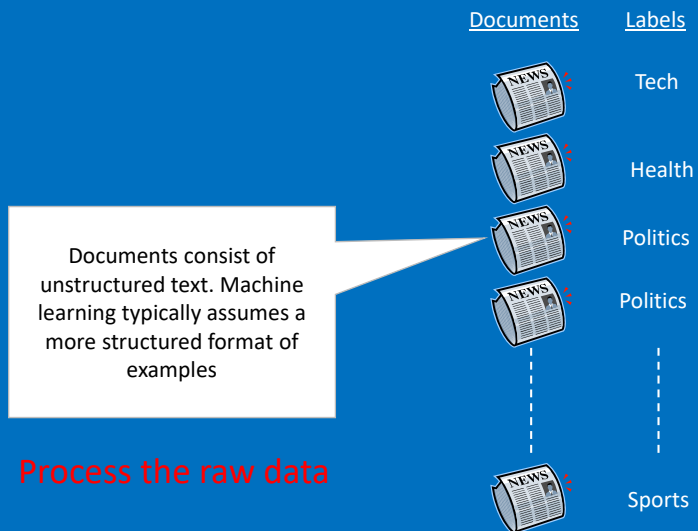 Documents Labels
NEWS Tech
NEWS Health
NEWS Politics
NEWS Politics
Documents consist of
unstructured text. Machine
learning typically assumes a
more structured format of
examples
Process the raw data
NEWS Sports